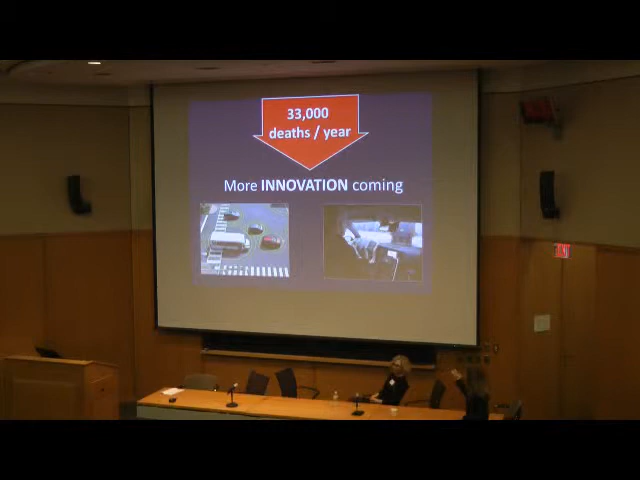 33,000
deaths / year
More INNOVATION coming